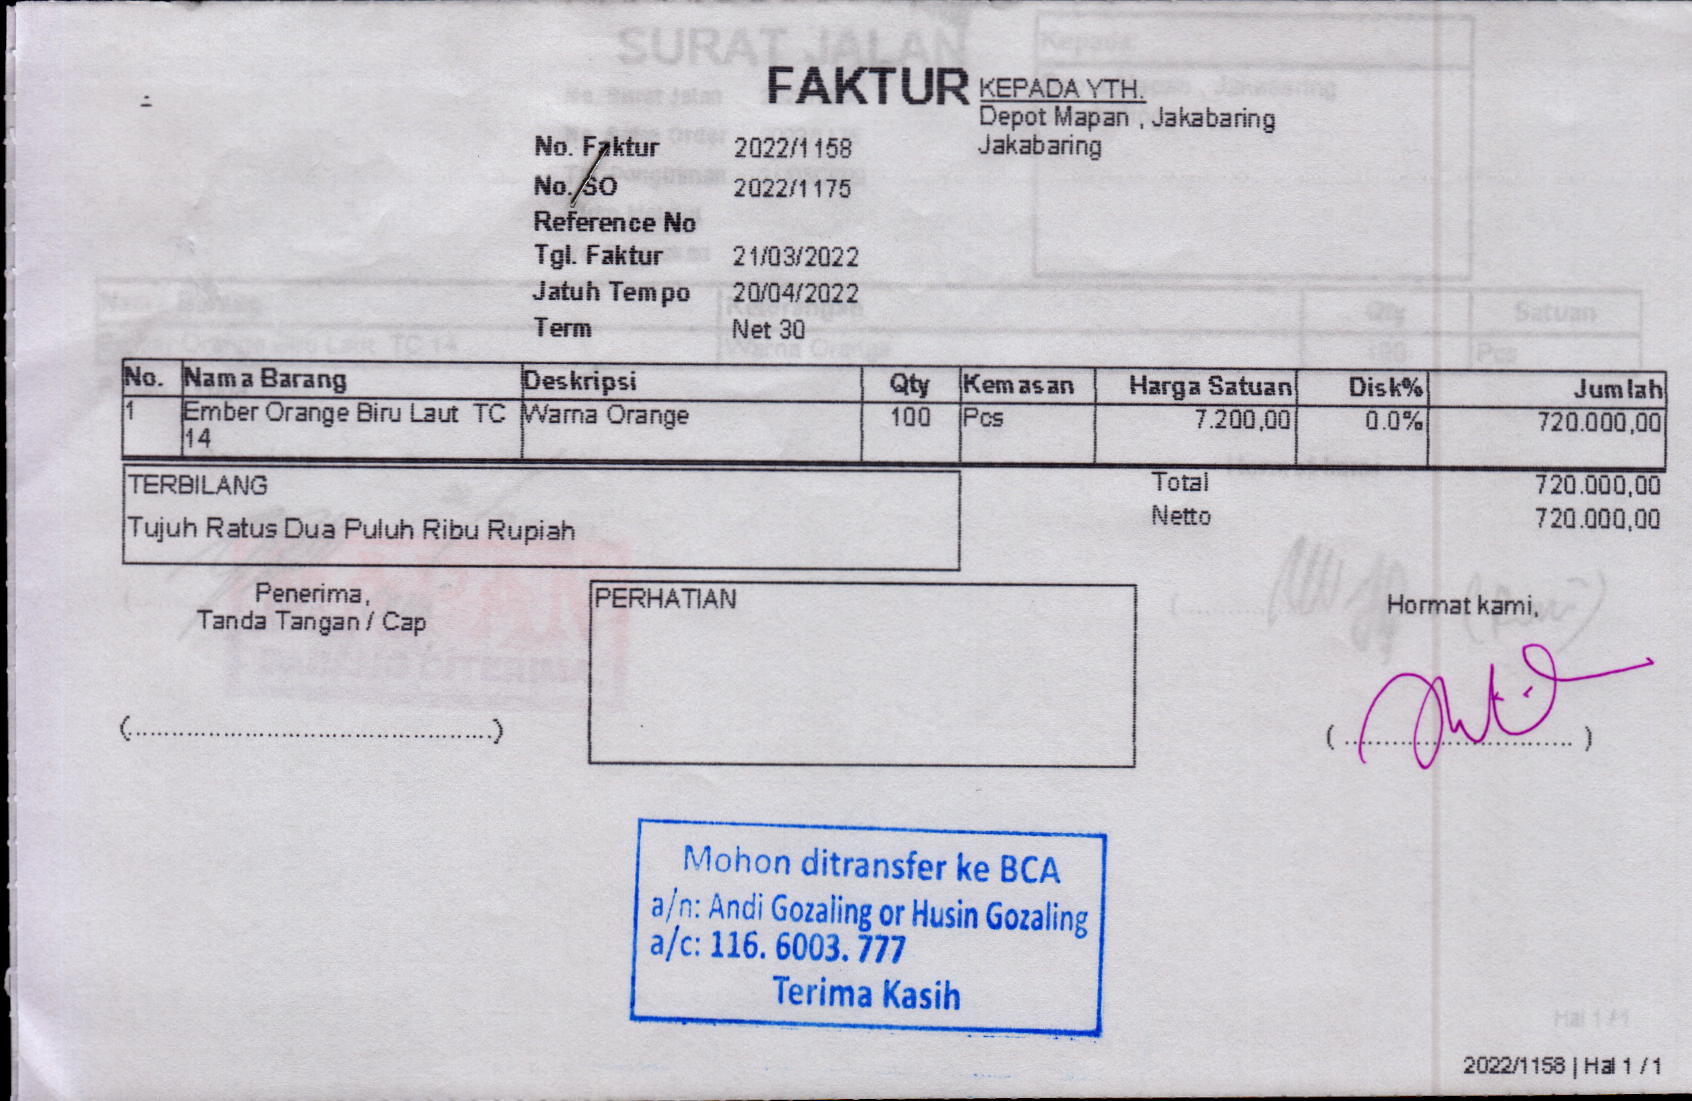 FAKTUR
KEPADA YTH.
Depot Mapan , Jakabaring
Jakabaring
No. Faktur 2022/1158
No. SO 2022/1175
Reference No
Tgl. Faktur 21/03/2022
Jatuh Tempo 20/04/2022
Term Net 30
No. Nama Barang Deskripsi Qty Kemasan Harga Satuan Disk% Jumlah
1 Ember Orange Biru Laut TC Warna Orange 100 Pcs 7.200,00 0.0% 720.000,00
14
TERBILANG
Tujuh Ratus Dua Puluh Ribu Rupiah
Total 720.000,00
Netto 720.000,00
Penerima,
Tanda Tangan / Cap
(................................................)
PERHATIAN
Hormat kami,
( .............................. )
Mohon ditransfer ke BCA
a/n: Andi Gozaling or Husin Gozaling
a/c: 116. 6003. 777
Terima Kasih
2022/1158 | Hal 1 / 1
SURAT JALAN
Kepada
Satuan